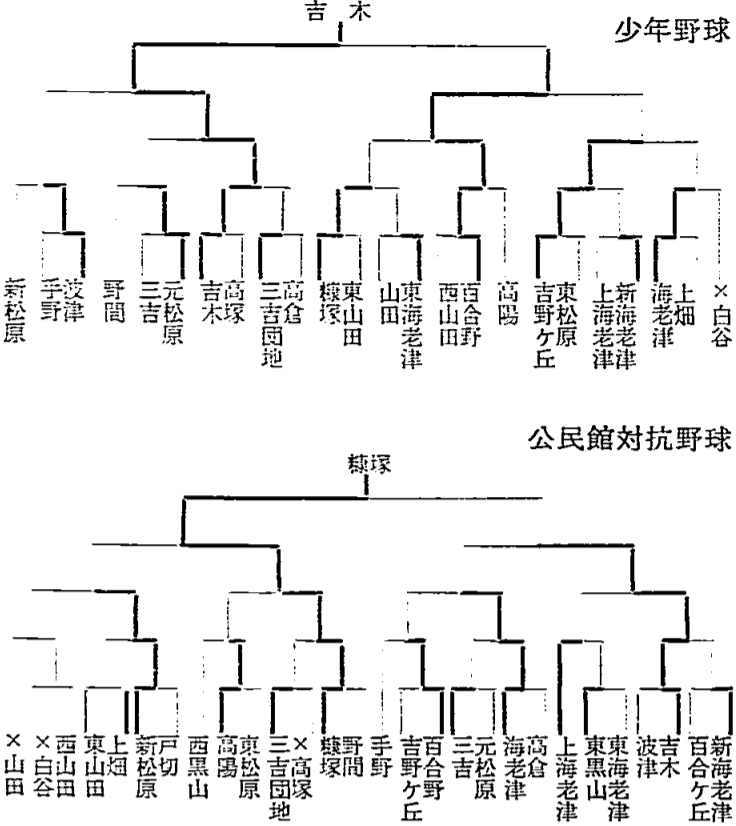 少年野球
吉木
新松原
手野
波津
野間
三吉
元松原
吉木
高塚
三吉団地
高倉
糠塚
東山田
山田
東海老津
西山田
百合野
高陽
吉野ケ丘
東松原
上海老津
新海老津
海老津
上畑
×白谷
公民館対抗野球
糠塚
×山田
×白谷
西山田
東山田
上畑
新松原
戸切
西黒山
高陽
東松原
三吉団地
×高塚
糠塚
野間
手野
吉野ケ丘
百合野
三吉
元松原
海老津
高倉
上海老津
東黒山
東海老津
波津
吉木
百合ケ丘
新海老津